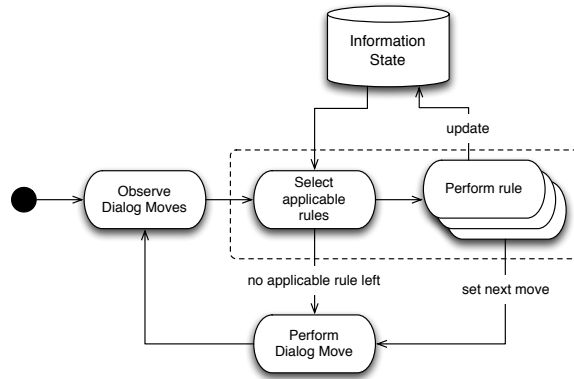 Information
State
update
Observe
Dialog Moves
Select
applicable
rules
Perform rule
no applicable rule left
set next move
Perform
Dialog Move